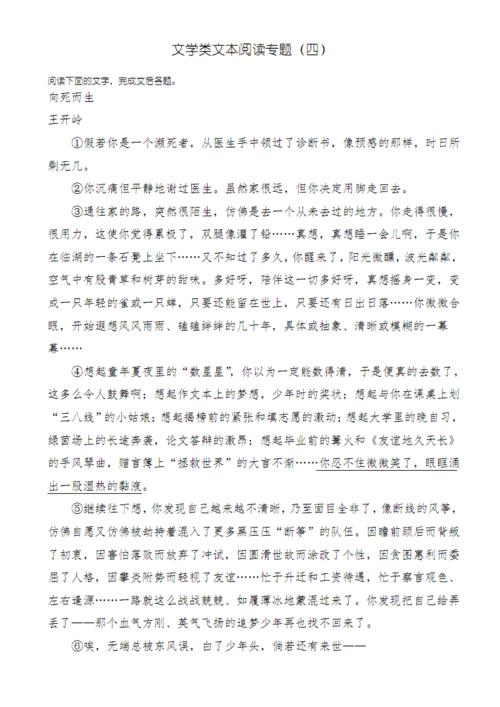 文学类文本阅读专题（四）
阅读下面的文字，完成文后各题。
向死而生
王开岭
①假若你是一个濒死者，从医生手中领过了诊断书，像预感的那样，时日所
剩无几。
②你沉痛但平静地谢过医生。虽然家很远，但你决定用脚走回去。
③通往家的路，突然很陌生，仿佛是去一个从未去过的地方。你走得很慢，
很用力，这使你觉得累极了，双腿像灌了铅……真想，真想睡一会儿啊，于是你
在临湖的一条石凳上坐下……又不知过了多久，你醒来了，阳光微曛，波光粼粼，
空气中有股青草和树芽的甜味。多好呀，陪伴这一切多好呀，真想摇身一变，变
成一只年轻的雀或一只蝉，只要还能留在世上，只要还有日出日落……你微微合
眼，开始遐想风风雨雨、磕磕绊绊的几十年，具体或抽象、清晰或模糊的一幕
幕……
④想起童年夏夜里的“数星星”，你以为一定能数得清，于是便真的去数了，
这多么令人鼓舞啊；想起作文本上的梦想，少年时的奖状；想起与你在课桌上划
“三八线”的小姑娘；想起揭榜前的紧张和填志愿的激动；想起大学里的晚自习，
绿茵场上的长途奔袭，论文答辩的激昂；想起毕业前的篝火和《友谊地久天长》
的手风琴曲，赠言簿上“拯救世界”的大言不惭……你忍不住微微笑了，眼眶涌
出一股湿热的黏液。
⑤继续往下想，你发现自己越来越不清晰，乃至面目全非了，像断线的风筝，
仿佛自愿又仿佛被劫持着混入了更多黑压压“断筝”的队伍。因瞻前顾后而背叛
了初衷，因害怕落败而放弃了冲试，因圆滑世故而涂改了个性，因贪图惠利而委
屈了人格，因攀炎附势而轻视了友谊……忙于升迁和工资待遇，忙于察言观色、
左右逢源……一路就这么战战兢兢、如履薄冰地蒙混过来了。你发现把自己给弄
丢了——那个血气方刚、英气飞扬的追梦少年再也找不回来了。
⑥唉，无端总被东风误，白了少年头，倘若还有来世——